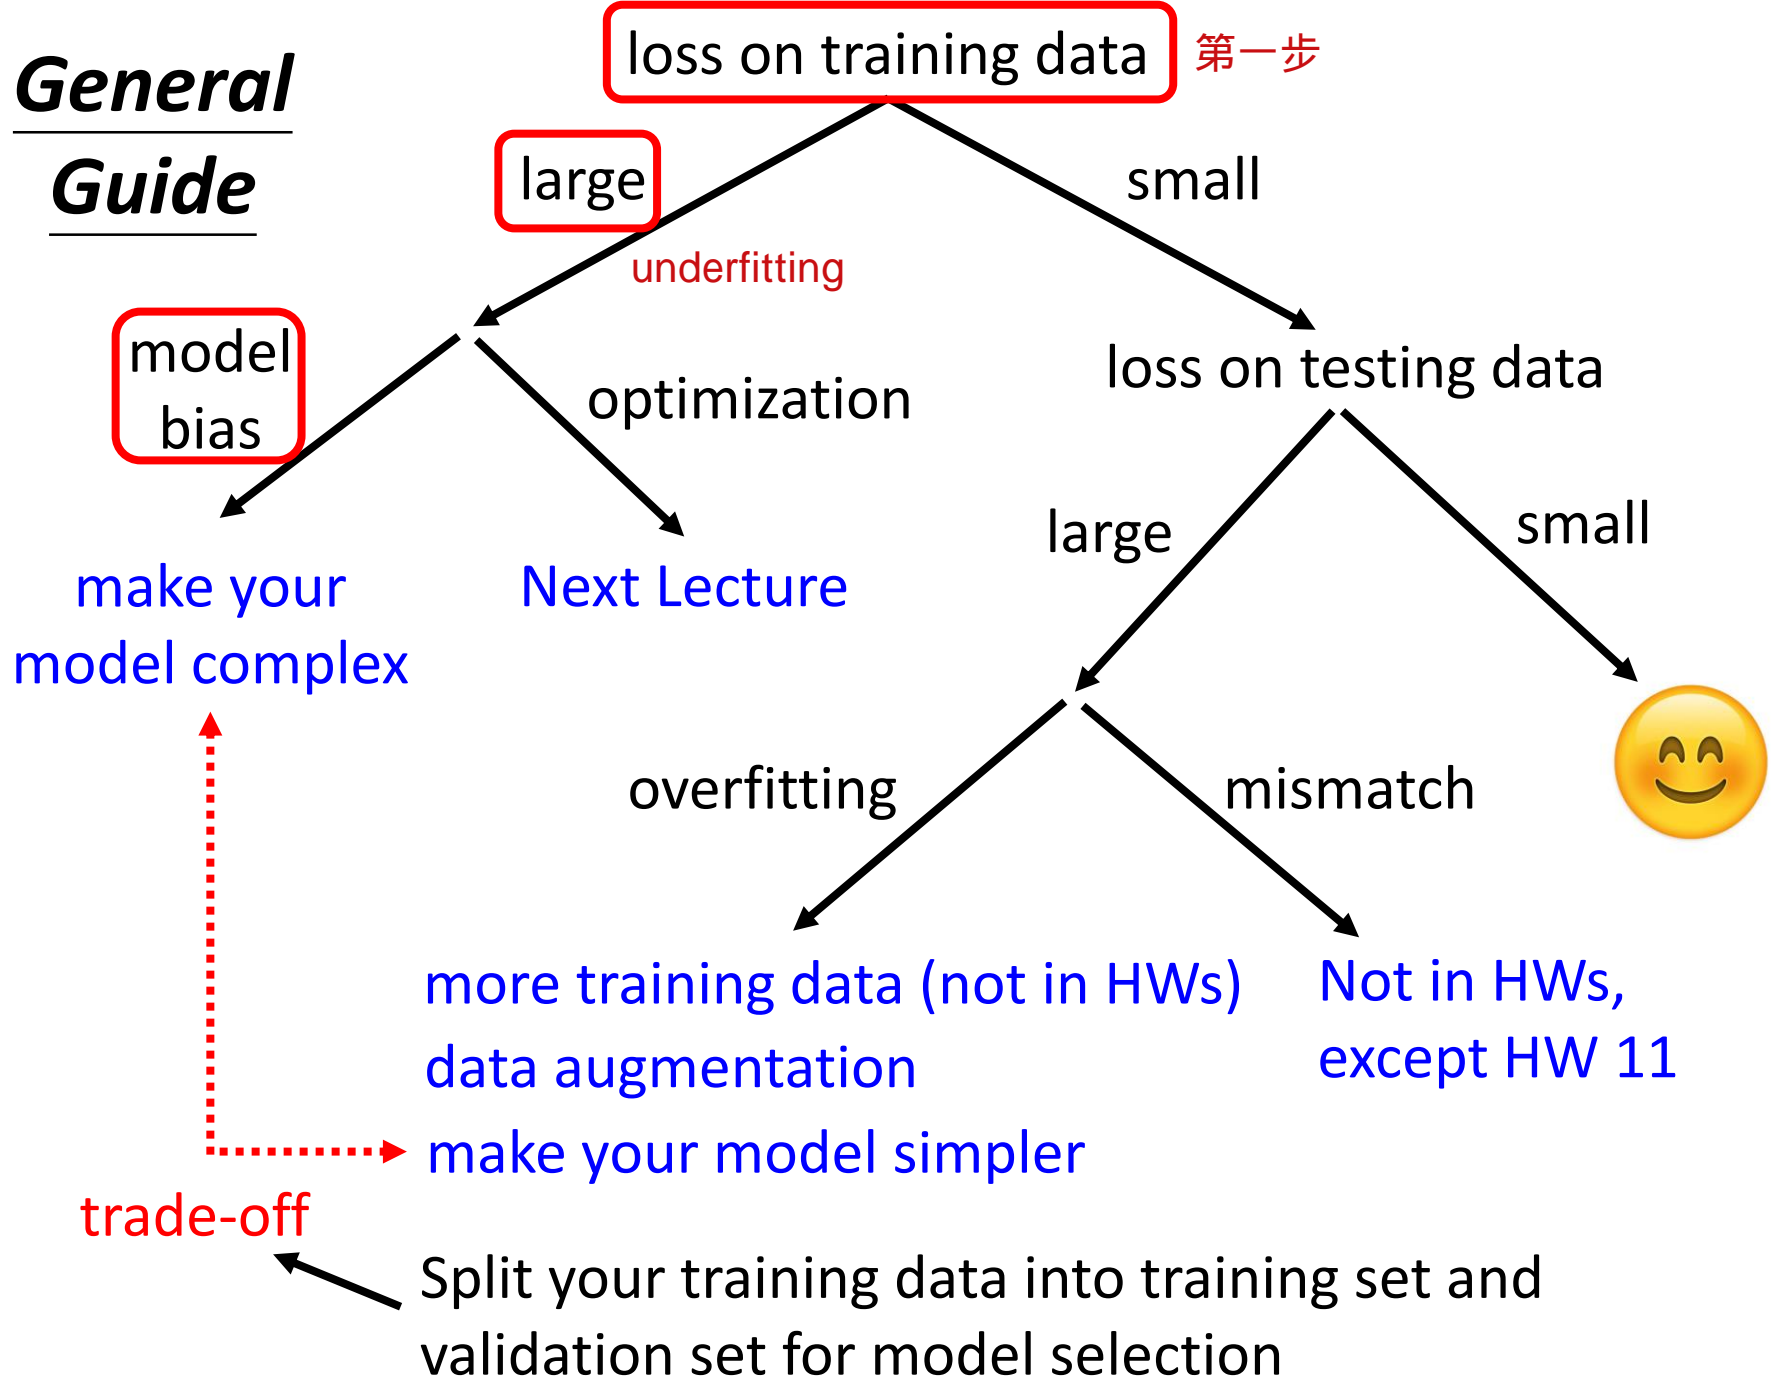 General
Guide
loss on training data
第一步
large
small
underfitting
model
bias
optimization
loss on testing data
large
small
make your
model complex
Next Lecture
overfitting
mismatch
more training data (not in HWs)
data augmentation
make your model simpler
Not in HWs,
except HW 11
trade-off
Split your training data into training set and
validation set for model selection